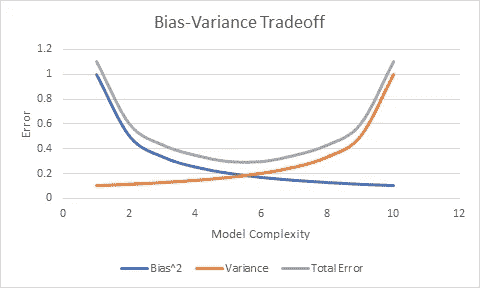 Bias-Variance Tradeoff
1.2
1
0.8
0.6
0.4
0.2
0
Error
0 2 4 6 8 10 12
Model Complexity
Bias^2 Variance Total Error